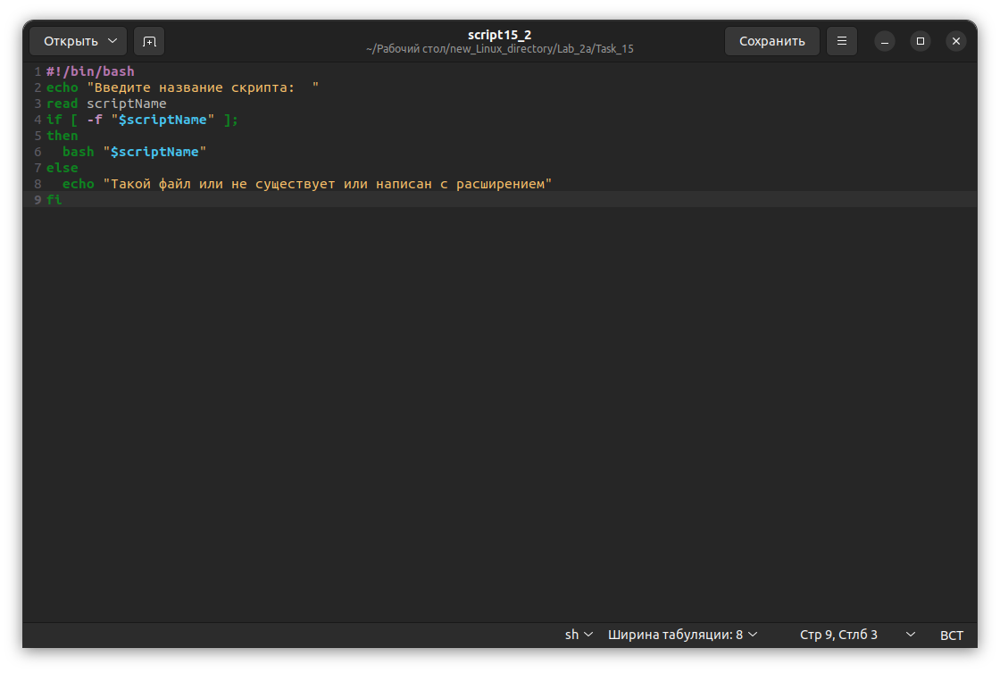 Открыть
script15_2
~/Рабочий стол/new_Linux_directory/Lab_2a/Task_15
Сохранить
1 #!/bin/bash
2 echo "Введите название скрипта:  "
3 read scriptName
4 if [ -f "$scriptName" ];
5 then
6   bash "$scriptName"
7 else
8   echo "Такой файл или не существует или написан с расширением"
9 fi
sh Ширина табуляции: 8 Стр 9, Стлб 3 ВСТ